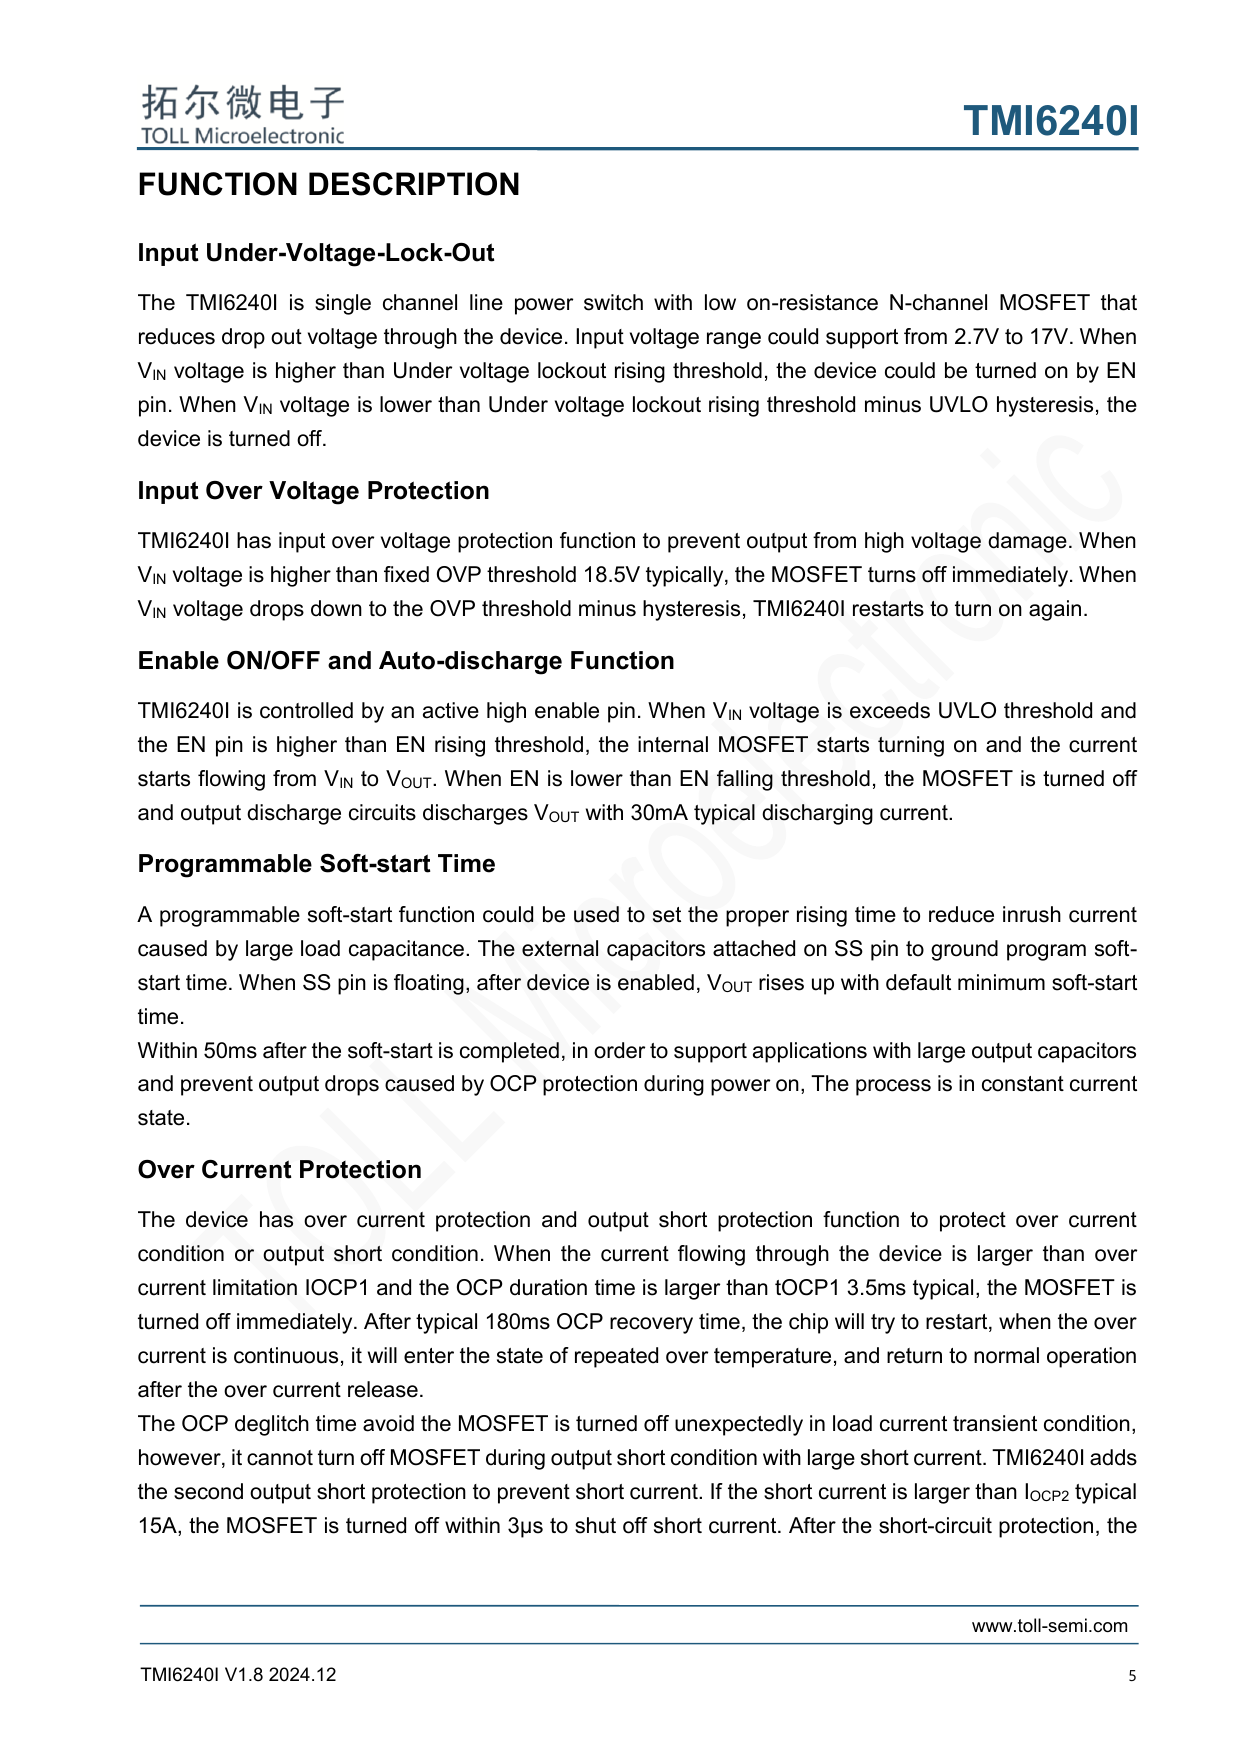 拓尔微电子
TOLL Microelectronic
TMI6240I
FUNCTION DESCRIPTION
Input Under-Voltage-Lock-Out
The TMI6240I is single channel line power switch with low on-resistance N-channel MOSFET that
reduces drop out voltage through the device. Input voltage range could support from 2.7V to 17V. When
VIN voltage is higher than Under voltage lockout rising threshold, the device could be turned on by EN
pin. When VIN voltage is lower than Under voltage lockout rising threshold minus UVLO hysteresis, the
device is turned off.
Input Over Voltage Protection
TMI6240I has input over voltage protection function to prevent output from high voltage damage. When
VIN voltage is higher than fixed OVP threshold 18.5V typically, the MOSFET turns off immediately. When
VIN voltage drops down to the OVP threshold minus hysteresis, TMI6240I restarts to turn on again.
Enable ON/OFF and Auto-discharge Function
TMI6240I is controlled by an active high enable pin. When VIN voltage is exceeds UVLO threshold and
the EN pin is higher than EN rising threshold, the internal MOSFET starts turning on and the current
starts flowing from VIN to VOUT. When EN is lower than EN falling threshold, the MOSFET is turned off
and output discharge circuits discharges VOUT with 30mA typical discharging current.
Programmable Soft-start Time
A programmable soft-start function could be used to set the proper rising time to reduce inrush current
caused by large load capacitance. The external capacitors attached on SS pin to ground program soft-
start time. When SS pin is floating, after device is enabled, VOUT rises up with default minimum soft-start
time.
Within 50ms after the soft-start is completed, in order to support applications with large output capacitors
and prevent output drops caused by OCP protection during power on, The process is in constant current
state.
Over Current Protection
The device has over current protection and output short protection function to protect over current
condition or output short condition. When the current flowing through the device is larger than over
current limitation IOCP1 and the OCP duration time is larger than tOCP1 3.5ms typical, the MOSFET is
turned off immediately. After typical 180ms OCP recovery time, the chip will try to restart, when the over
current is continuous, it will enter the state of repeated over temperature, and return to normal operation
after the over current release.
The OCP deglitch time avoid the MOSFET is turned off unexpectedly in load current transient condition,
however, it cannot turn off MOSFET during output short condition with large short current. TMI6240I adds
the second output short protection to prevent short current. If the short current is larger than IOCP2 typical
15A, the MOSFET is turned off within 3μs to shut off short current. After the short-circuit protection, the
TOLL Microelectronic
www.toll-semi.com
TMI6240I V1.8 2024.12
5